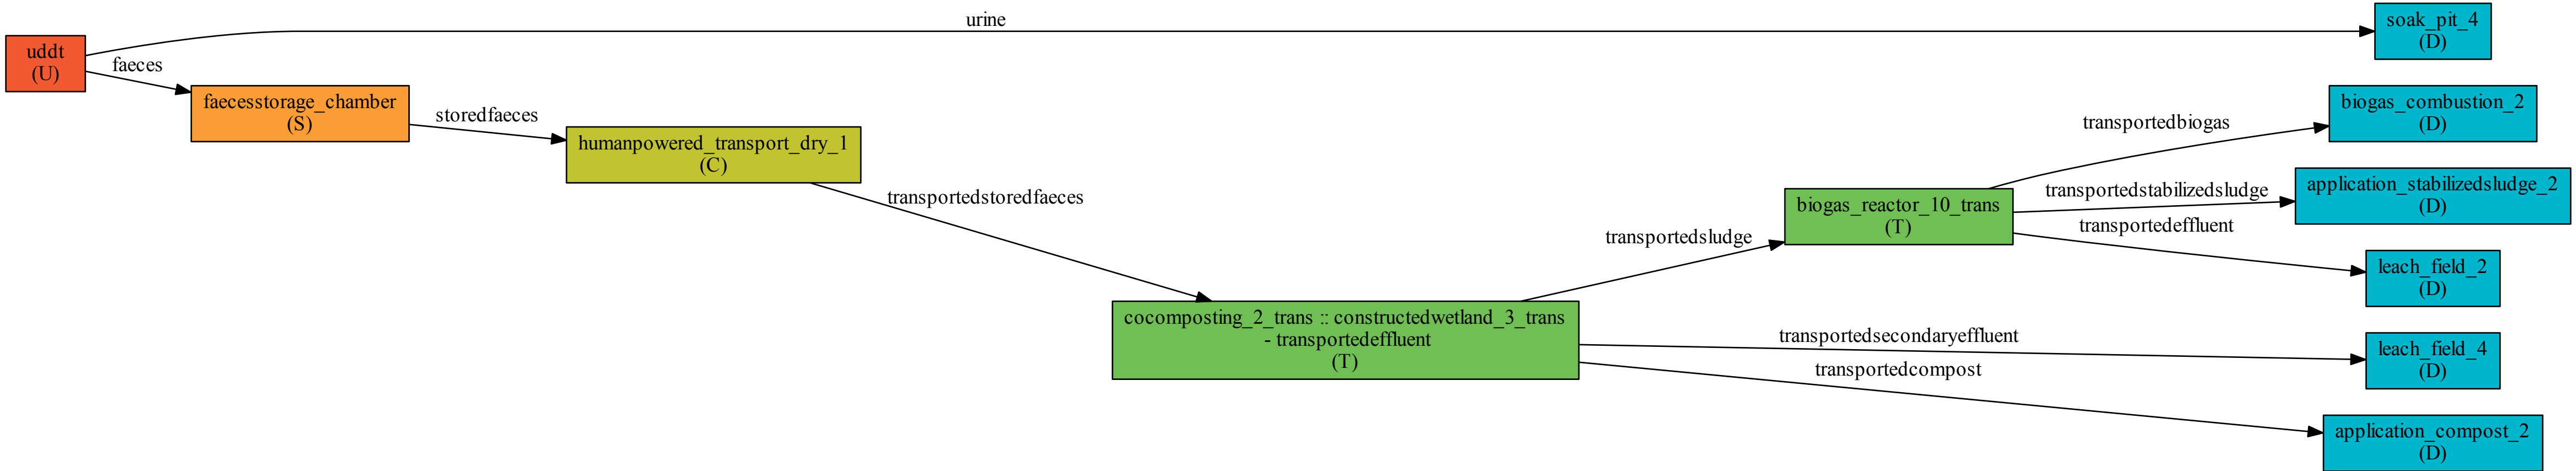 urine
soak_pit_4
(D)
uddt
(U)
faeces
faecesstorage_chamber
(S)
storedfaeces
humanpowered_transport_dry_1
(C)
transportedstoredfaeces
cocomposting_2_trans :: constructedwetland_3_trans
- transportedeffluent
(T)
transportedsludge
biogas_reactor_10_trans
(T)
transportedbiogas
biogas_combustion_2
(D)
transportedstabilizedsludge
application_stabilizedsludge_2
(D)
transportedeffluent
leach_field_2
(D)
transportedsecondaryeffluent
leach_field_4
(D)
transportedcompost
application_compost_2
(D)